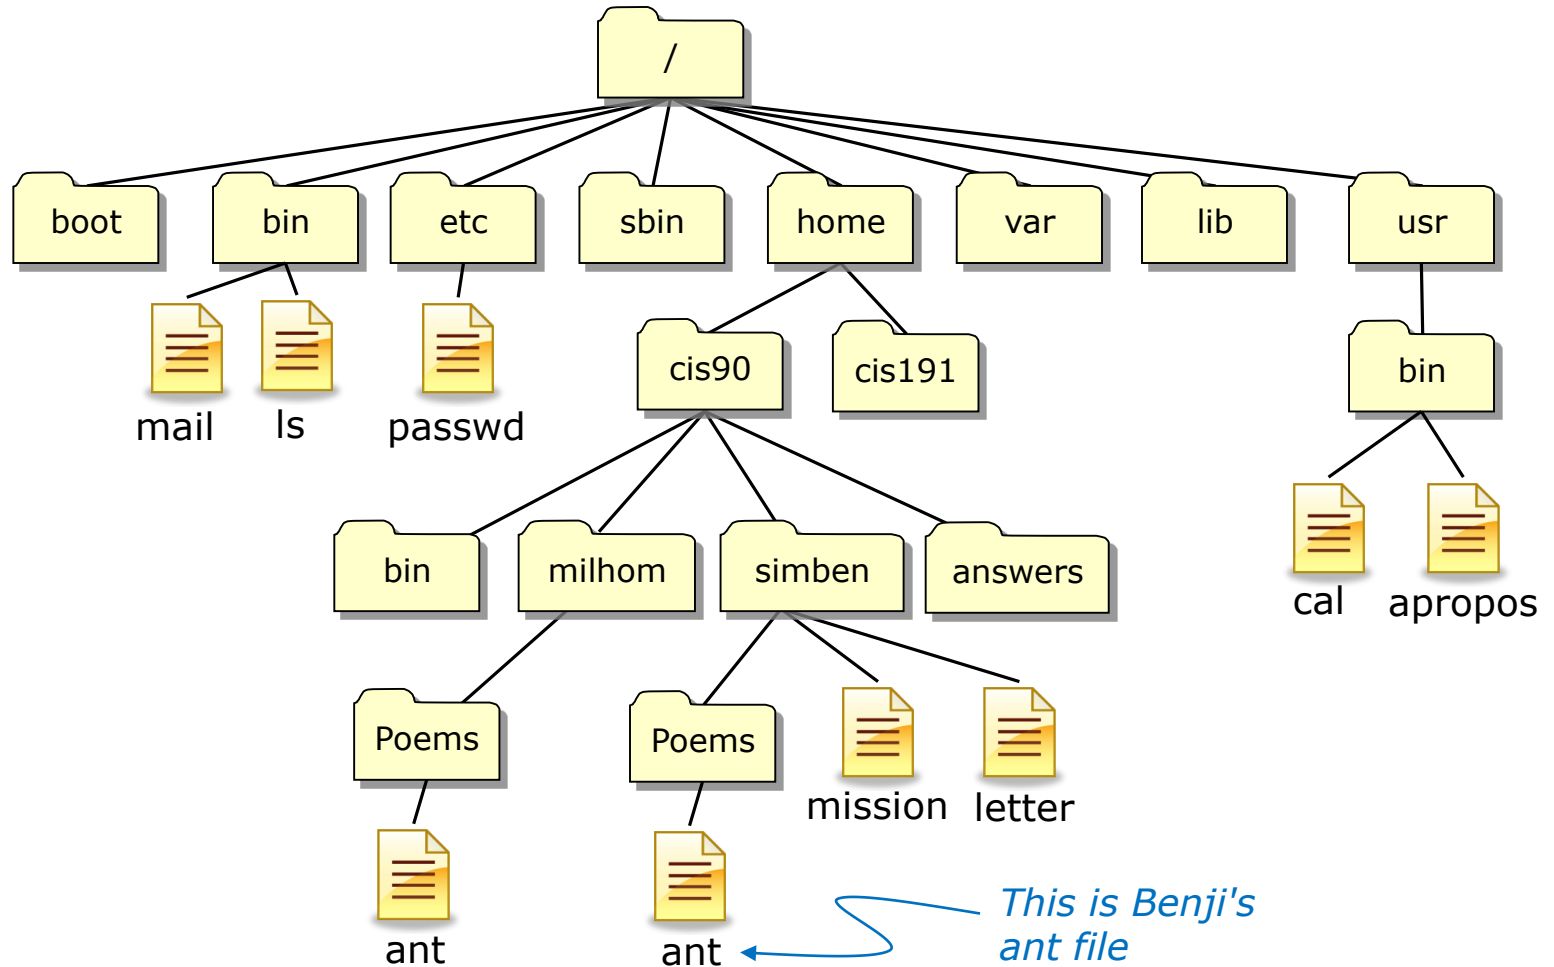 /
boot
bin
etc
sbin
home
var
lib
usr
mail
ls
passwd
cis90
cis191
bin
bin
milhom
simben
answers
cal
apropos
Poems
Poems
mission
letter
ant
ant
This is Benji's
ant file